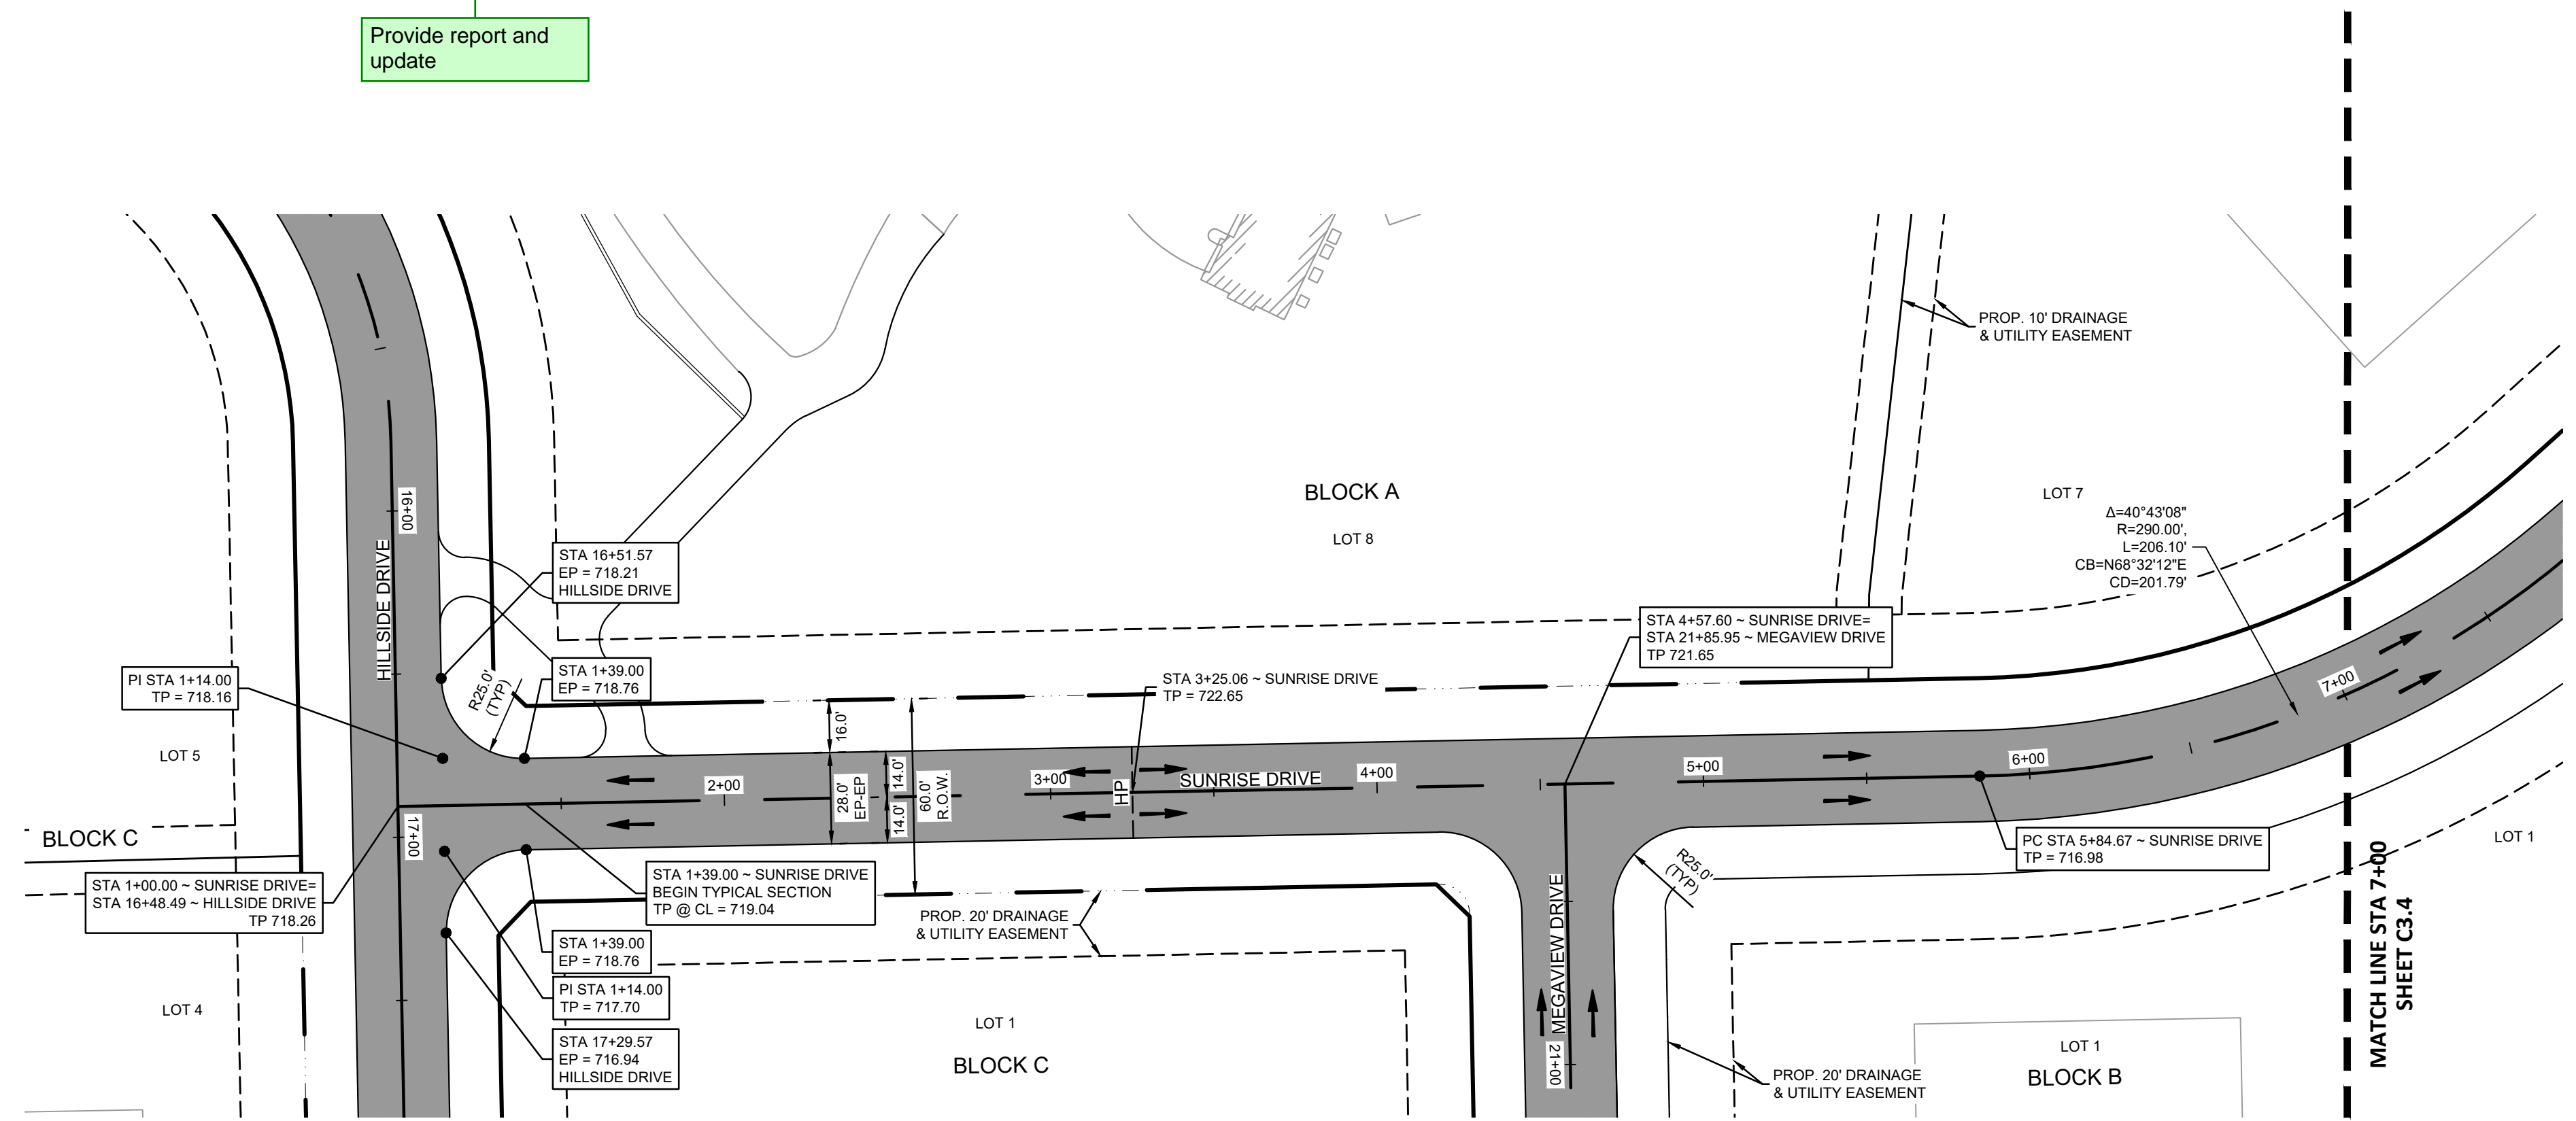 Provide report and
update
PROP. 10' DRAINAGE
& UTILITY EASEMENT
BLOCK A
LOT 8
LOT 7
Δ=40°43'08"
R=290.00',
L=206.10'
CB=N68°32'12"E
CD=201.79'
16+00
HILLSIDE DRIVE
STA 16+51.57
EP = 718.21
HILLSIDE DRIVE
STA 4+57.60 ~ SUNRISE DRIVE=
STA 21+85.95 ~ MEGAVIEW DRIVE
TP 721.65
PI STA 1+14.00
TP = 718.16
R25.0'
(TYP)
STA 1+39.00
EP = 718.76
STA 3+25.06 ~ SUNRISE DRIVE
TP = 722.65
7+00
LOT 5
16.0'
2+00
28.0'
EP-EP
14.0'
14.0'
60.0'
R.O.W.
3+00
HP
SUNRISE DRIVE
4+00
5+00
6+00
BLOCK C
17+00
LOT 1
PC STA 5+84.67 ~ SUNRISE DRIVE
TP = 716.98
STA 1+00.00 ~ SUNRISE DRIVE=
STA 16+48.49 ~ HILLSIDE DRIVE
TP 718.26
STA 1+39.00 ~ SUNRISE DRIVE
BEGIN TYPICAL SECTION
TP @ CL = 719.04
R25.0'
(TYP)
PROP. 20' DRAINAGE
& UTILITY EASEMENT
MEGAVIEW DRIVE
21+00
MATCH LINE STA 7+00
SHEET C3.4
STA 1+39.00
EP = 718.76
PI STA 1+14.00
TP = 717.70
LOT 4
STA 17+29.57
EP = 716.94
HILLSIDE DRIVE
LOT 1
BLOCK C
LOT 1
BLOCK B
PROP. 20' DRAINAGE
& UTILITY EASEMENT